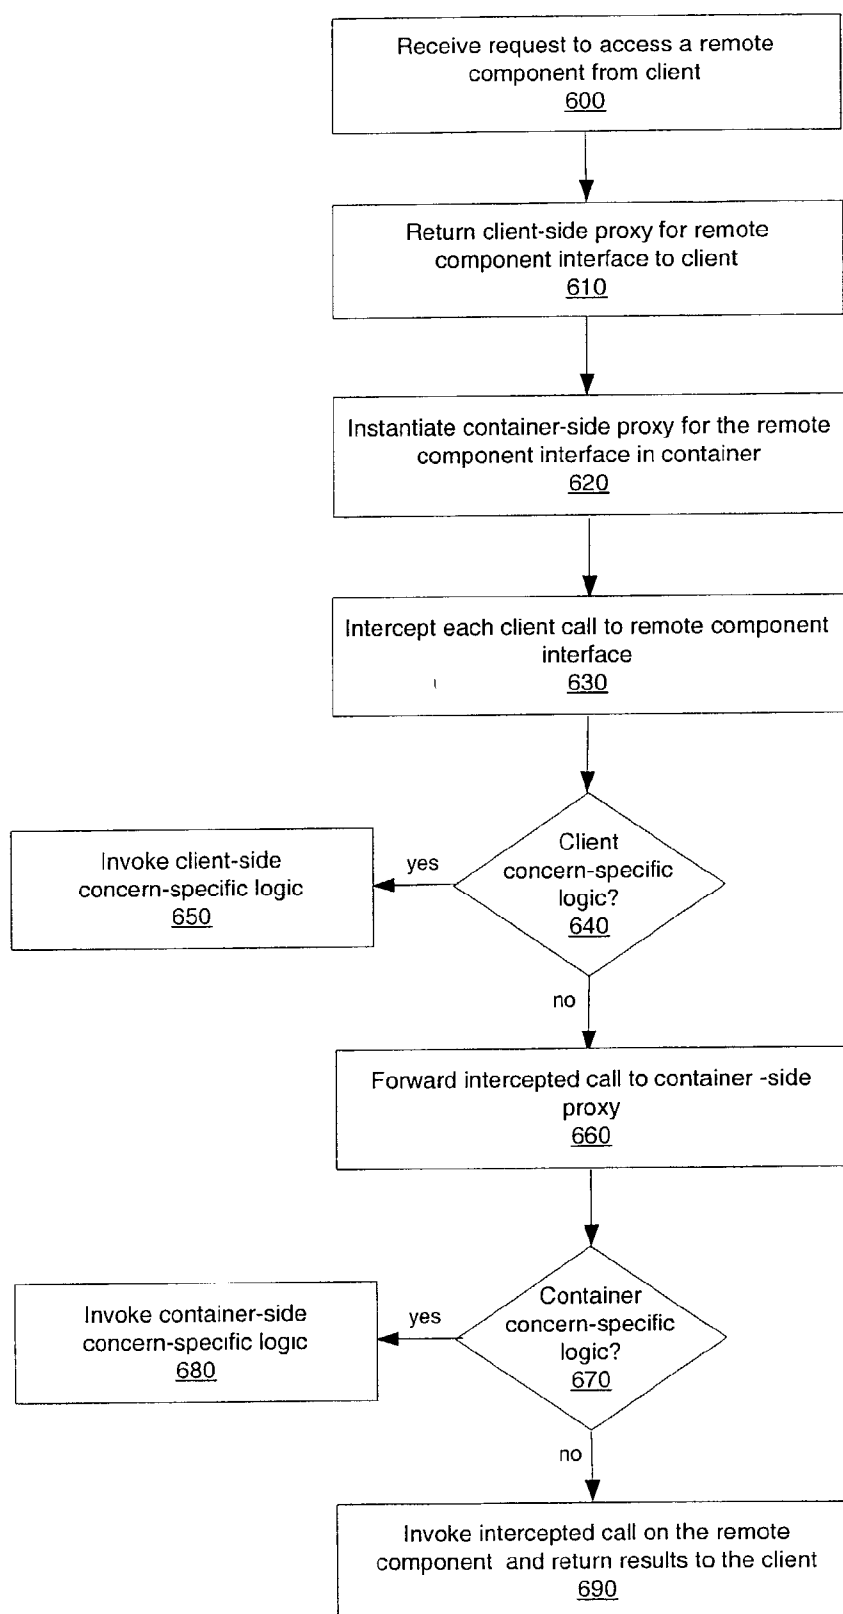 Receive request to access a remote
component from client
600
Return client-side proxy for remote
component interface to client
610
Instantiate container-side proxy for the remote
component interface in container
620
Intercept each client call to remote component
interface
630
Client
concern-specific
logic?
640
yes
Invoke client-side
concern-specific logic
650
no
Forward intercepted call to container -side
proxy
660
Container
concern-specific
logic?
670
yes
Invoke container-side
concern-specific logic
680
no
Invoke intercepted call on the remote
component and return results to the client
690